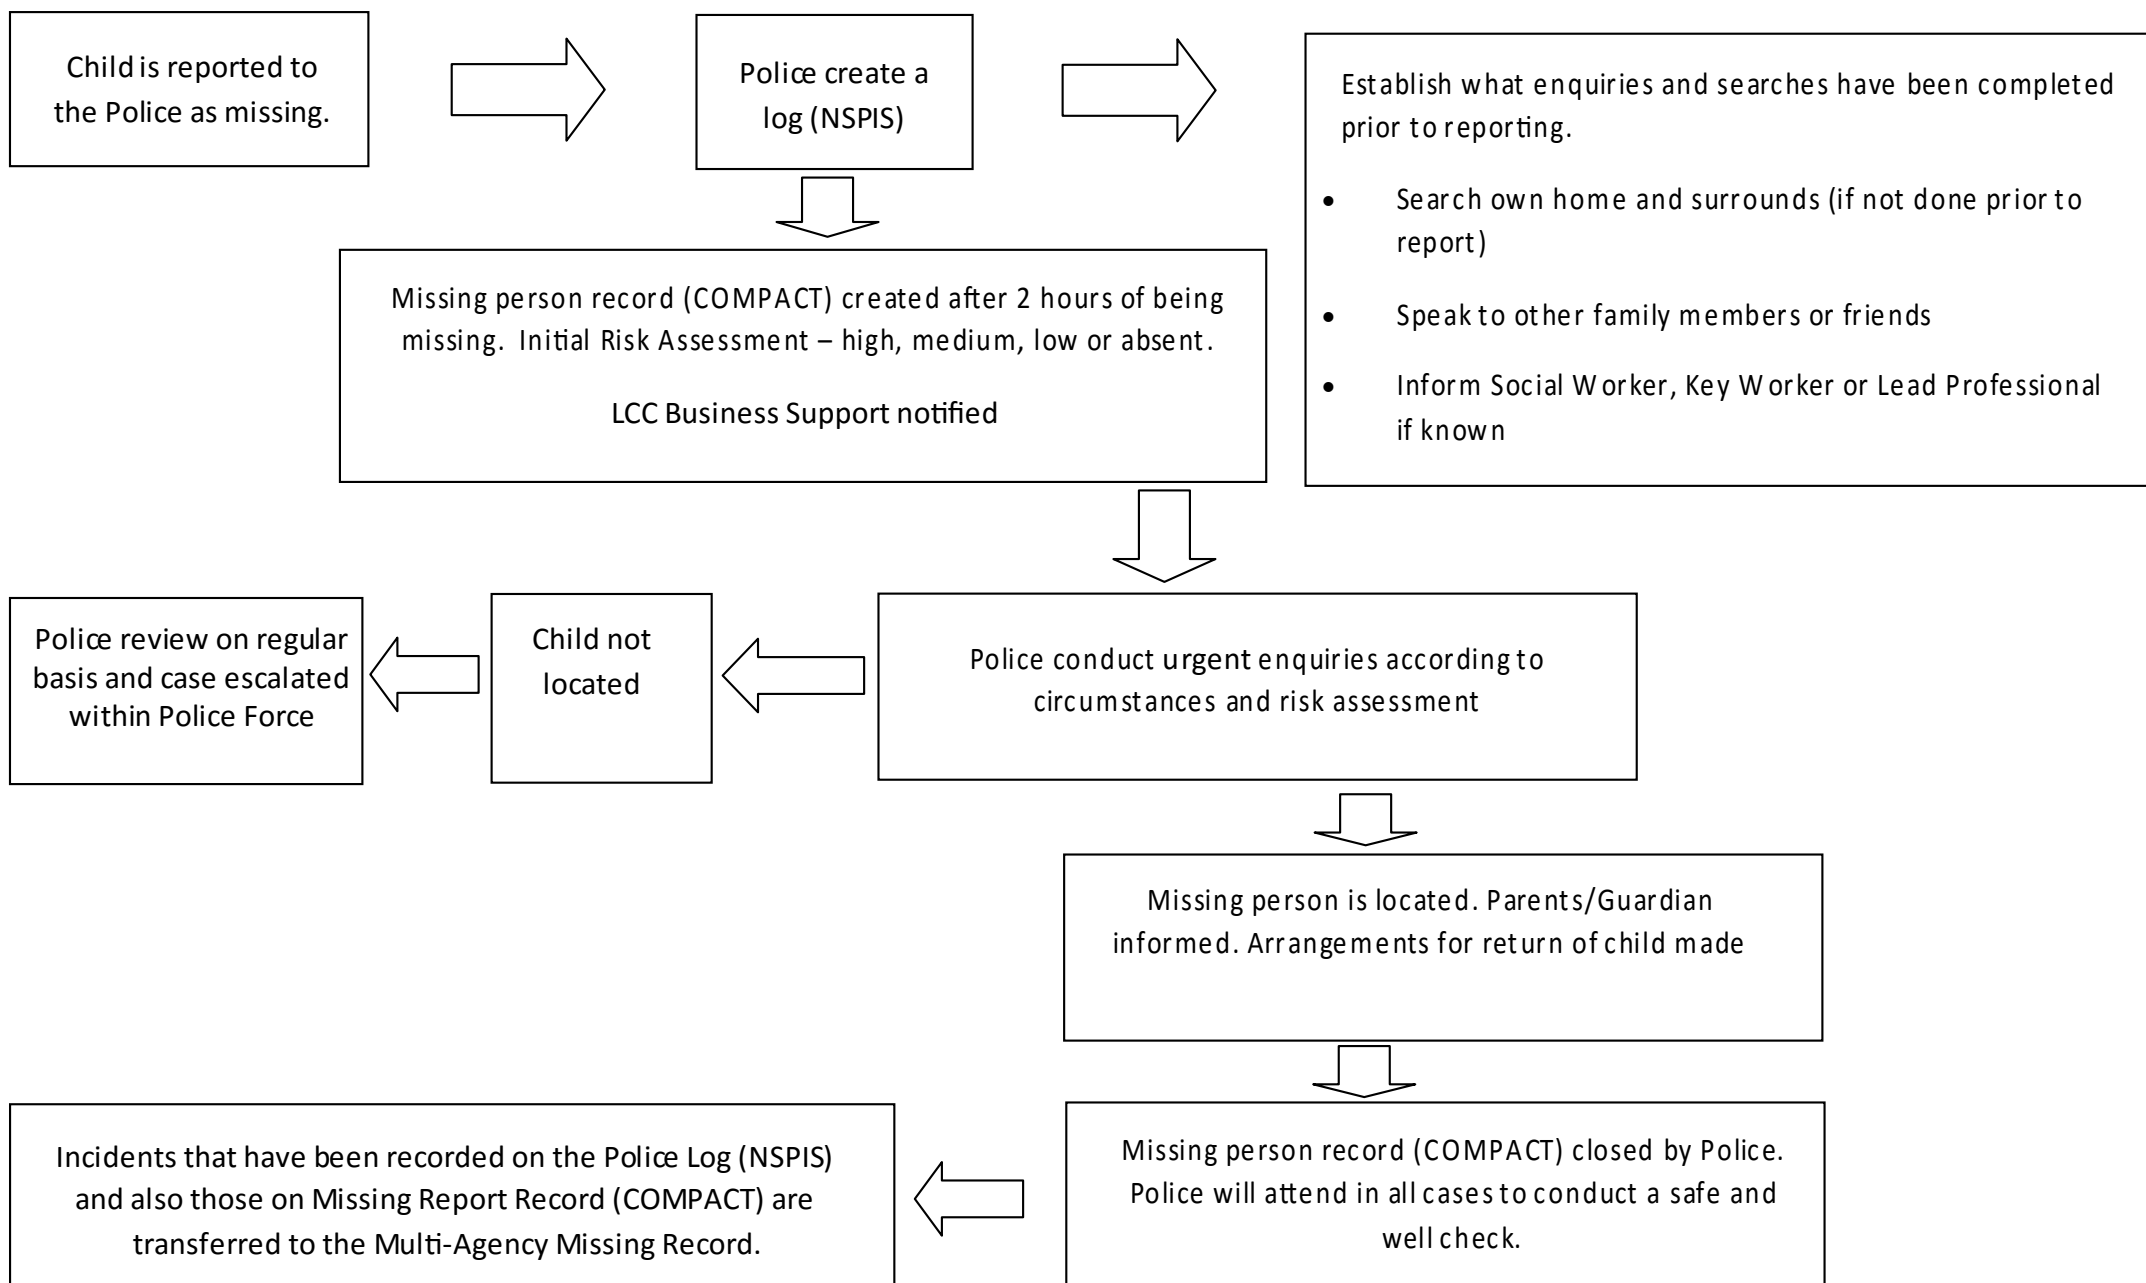 Child is reported to
the Police as missing.
Police create a
log (NSPIS)
Establish what enquiries and searches have been completed
prior to reporting.
• Search own home and surrounds (if not done prior to
report)
• Speak to other family members or friends
• Inform Social Worker, Key Worker or Lead Professional
if known
Missing person record (COMPACT) created after 2 hours of being
missing. Initial Risk Assessment – high, medium, low or absent.
LCC Business Support notified
Police review on regular
basis and case escalated
within Police Force
Child not
located
Police conduct urgent enquiries according to
circumstances and risk assessment
Missing person is located. Parents/Guardian
informed. Arrangements for return of child made
Incidents that have been recorded on the Police Log (NSPIS)
and also those on Missing Report Record (COMPACT) are
transferred to the Multi-Agency Missing Record.
Missing person record (COMPACT) closed by Police.
Police will attend in all cases to conduct a safe and
well check.